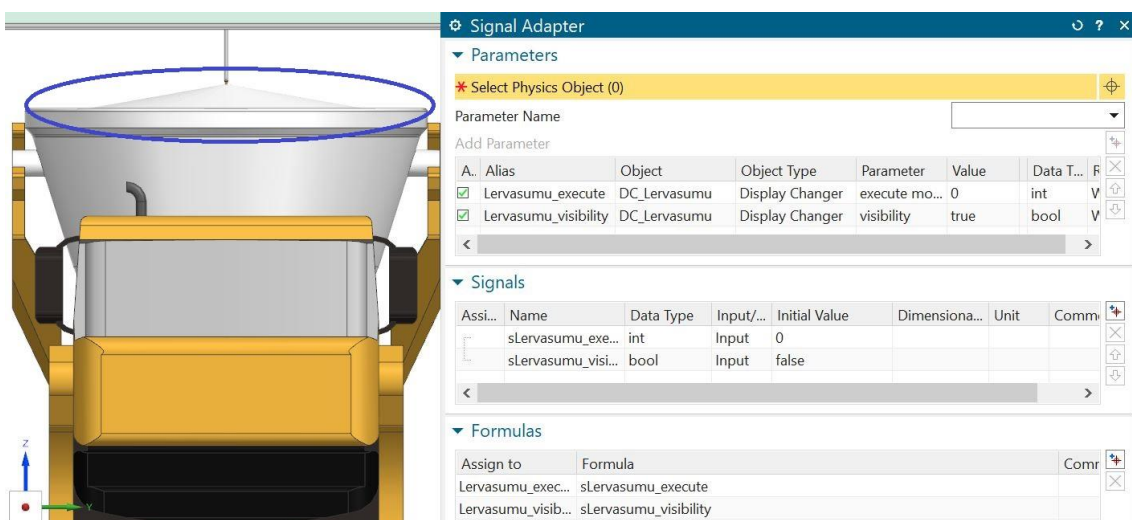 Signal Adapter
Parameters
* Select Physics Object (0)
Parameter Name
Add Parameter
A.. Alias Object Object Type Parameter Value Data T... R
Lervasumu_execute DC_Lervasumu Display Changer execute mo... 0 int W
Lervasumu_visibility DC_Lervasumu Display Changer visibility true bool W
Signals
Assi... Name Data Type Input/... Initial Value Dimensiona... Unit Comme
sLervasumu_exe... int Input 0
sLervasumu_visi... bool Input false
Formulas
Assign to Formula Comr
Lervasumu_exec... sLervasumu_execute
Lervasumu_visib... sLervasumu_visibility
Z
Y